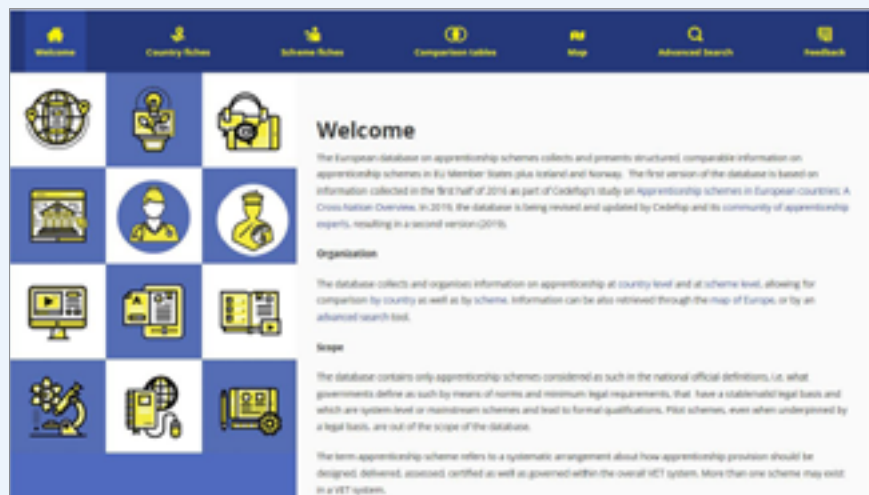 Welcome
Country fiches
Scheme fiches
Comparison tables
Map
Advanced Search
Feedback
Welcome
The European database on apprenticeship schemes collects and presents structured, comparable information on
apprenticeship schemes in EU Member States plus Iceland and Norway. The first version of the database is based on
information collected in the first half of 2016 as part of Cedefop's study on Apprenticeship schemes in European countries: A
Cross Nation Overview. In 2019, the database is being revised and updated by Cedefop and its community of apprenticeship
experts, resulting in a second version (2019).
Organisation
The database collects and organises information on apprenticeship at country level and at scheme level, allowing for
comparison by country as well as by scheme. Information can be also retrieved through the map of Europe, or by an
advanced search tool.
Scope
The database contains only apprenticeship schemes considered as such in the national official definitions, i.e. what
governments define as such by means of norms and minimum legal requirements, that have a stable/valid legal basis and
which are system level or mainstream schemes and lead to formal qualifications. Pilot schemes, even when underpinned by
a legal basis, are out of the scope of the database.
The term apprenticeship scheme refers to a systematic arrangement about how apprenticeship provision should be
designed, delivered, assessed, certified as well as governed within the overall VET system. More than one scheme may exist
in a VET system.